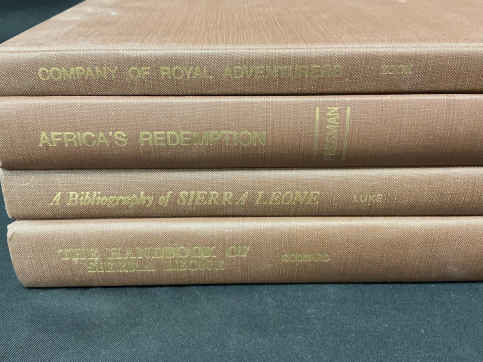 COMPANY OF ROYAL ADVENTURERS
AFRICA'S REDEMPTION
A Bibliography of SIERRA LEONE LUKE
THE HANDBOOK OF
SIERRA LEONE